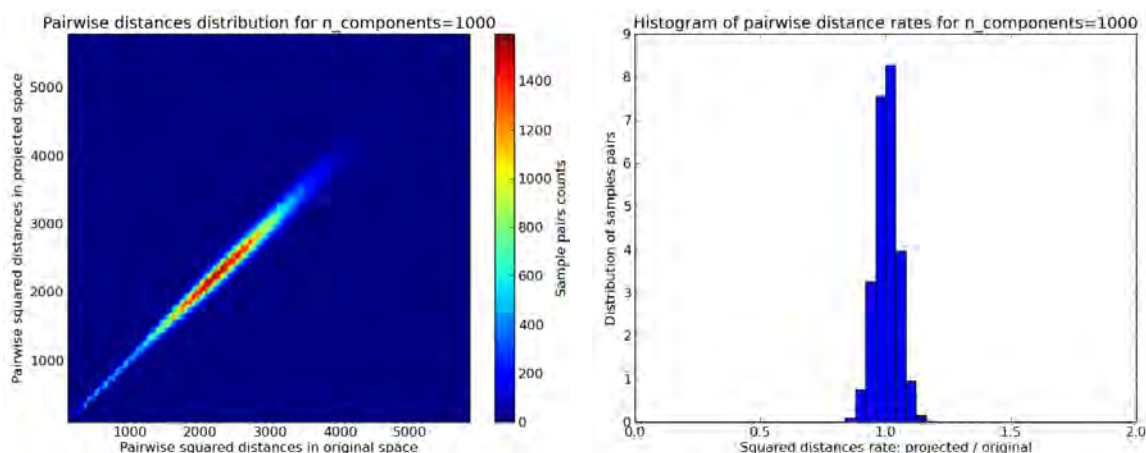 Pairwise distances distribution for n_components=1000
Pairwise squared distances in projected space
5000
4000
3000
2000
1000
1000 2000 3000 4000 5000
Pairwise squared distances in original space
1400
1200
1000
800
600
400
200
0
Sample pairs counts
Histogram of pairwise distance rates for n_components=1000
Distribution of samples pairs
9
8
7
6
5
4
3
2
1
0
0.0 0.5 1.0 1.5 2.0
Squared distances rate: projected / original